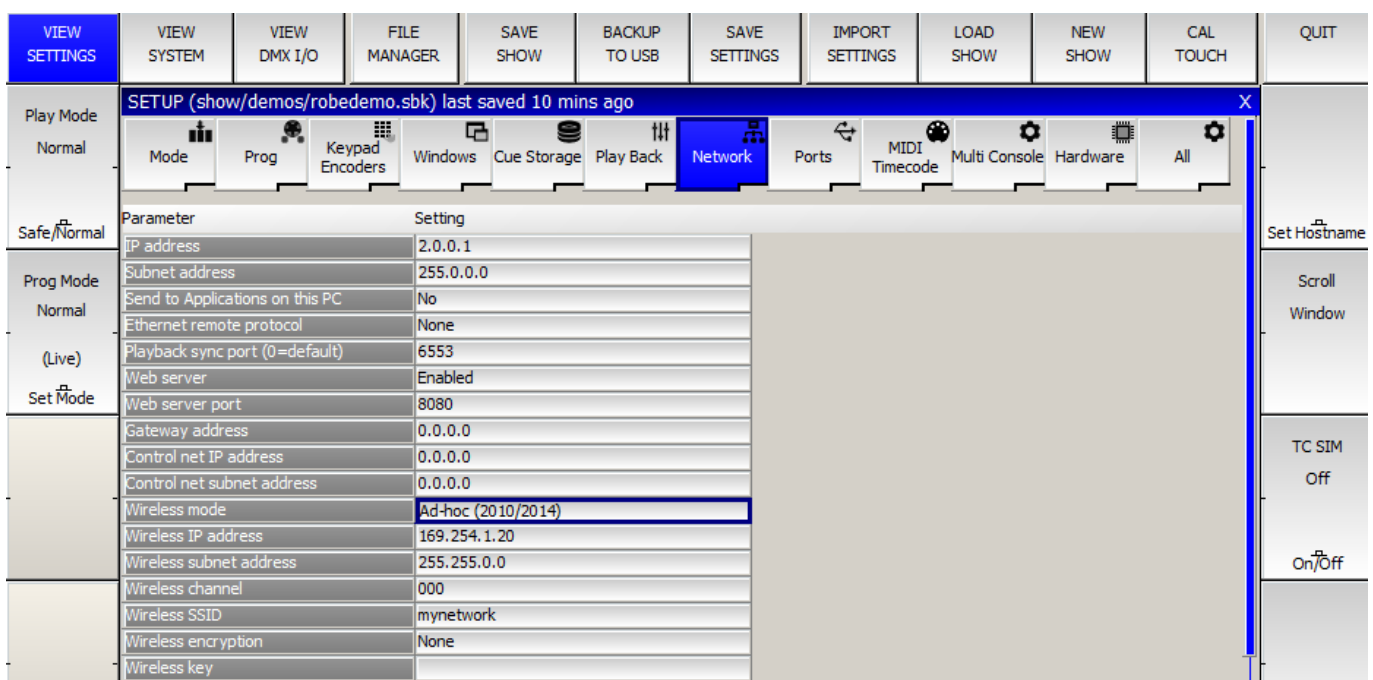 VIEW
SETTINGS
VIEW
SYSTEM
VIEW
DMX I/O
FILE
MANAGER
SAVE
SHOW
BACKUP
TO USB
SAVE
SETTINGS
IMPORT
SETTINGS
LOAD
SHOW
NEW
SHOW
CAL
TOUCH
QUIT
Play Mode
Normal
Safe/Normal
Prog Mode
Normal
(Live)
Set Mode
SETUP (show/demos/robedemo.sbk) last saved 10 mins ago X
Mode
Prog
Keypad
Encoders
Windows
Cue Storage
Play Back
Network
Ports
MIDI
Timecode
Multi Console
Hardware
All
Parameter Setting
IP address 2.0.0.1
Subnet address 255.0.0.0
Send to Applications on this PC No
Ethernet remote protocol None
Playback sync port (0=default) 6553
Web server Enabled
Web server port 8080
Gateway address 0.0.0.0
Control net IP address 0.0.0.0
Control net subnet address 0.0.0.0
Wireless mode Ad-hoc (2010/2014)
Wireless IP address 169.254.1.20
Wireless subnet address 255.255.0.0
Wireless channel 000
Wireless SSID mynetwork
Wireless encryption None
Wireless key
Set Hostname
Scroll
Window
TC SIM
Off
On/Off